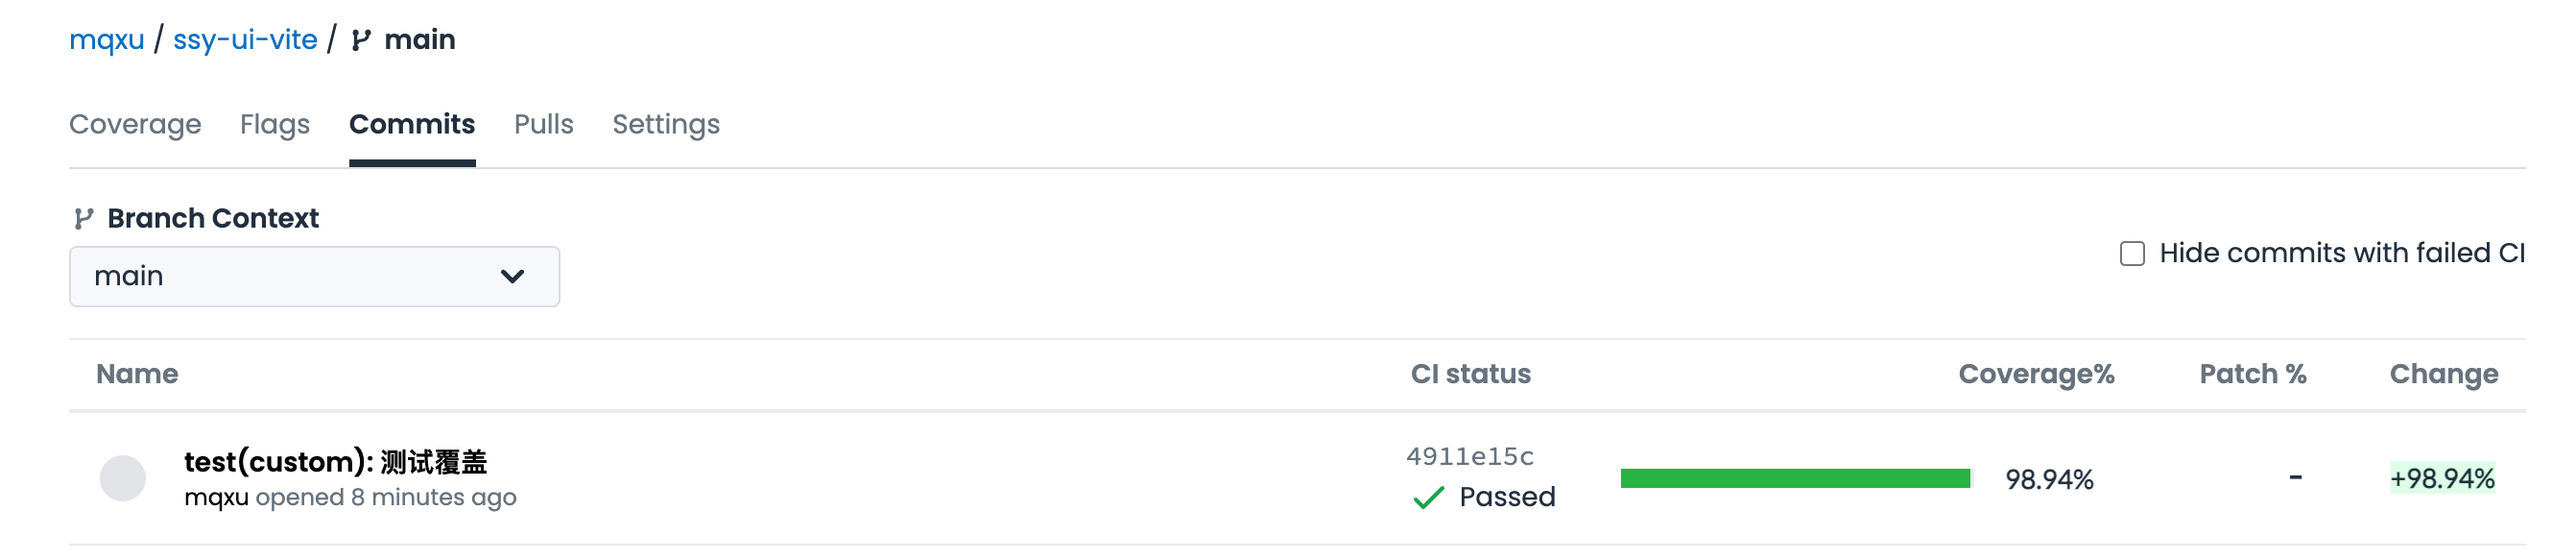 mqxu / ssy-ui-vite / main
Coverage Flags Commits Pulls Settings
Branch Context
main
Hide commits with failed CI
Name CI status Coverage% Patch % Change
test(custom): 测试覆盖
mqxu opened 8 minutes ago
4911e15c
Passed
98.94% - +98.94%